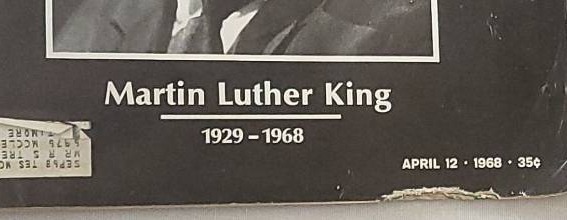 Martin Luther King
1929 – 1968
APRIL 12 · 1968 · 35¢